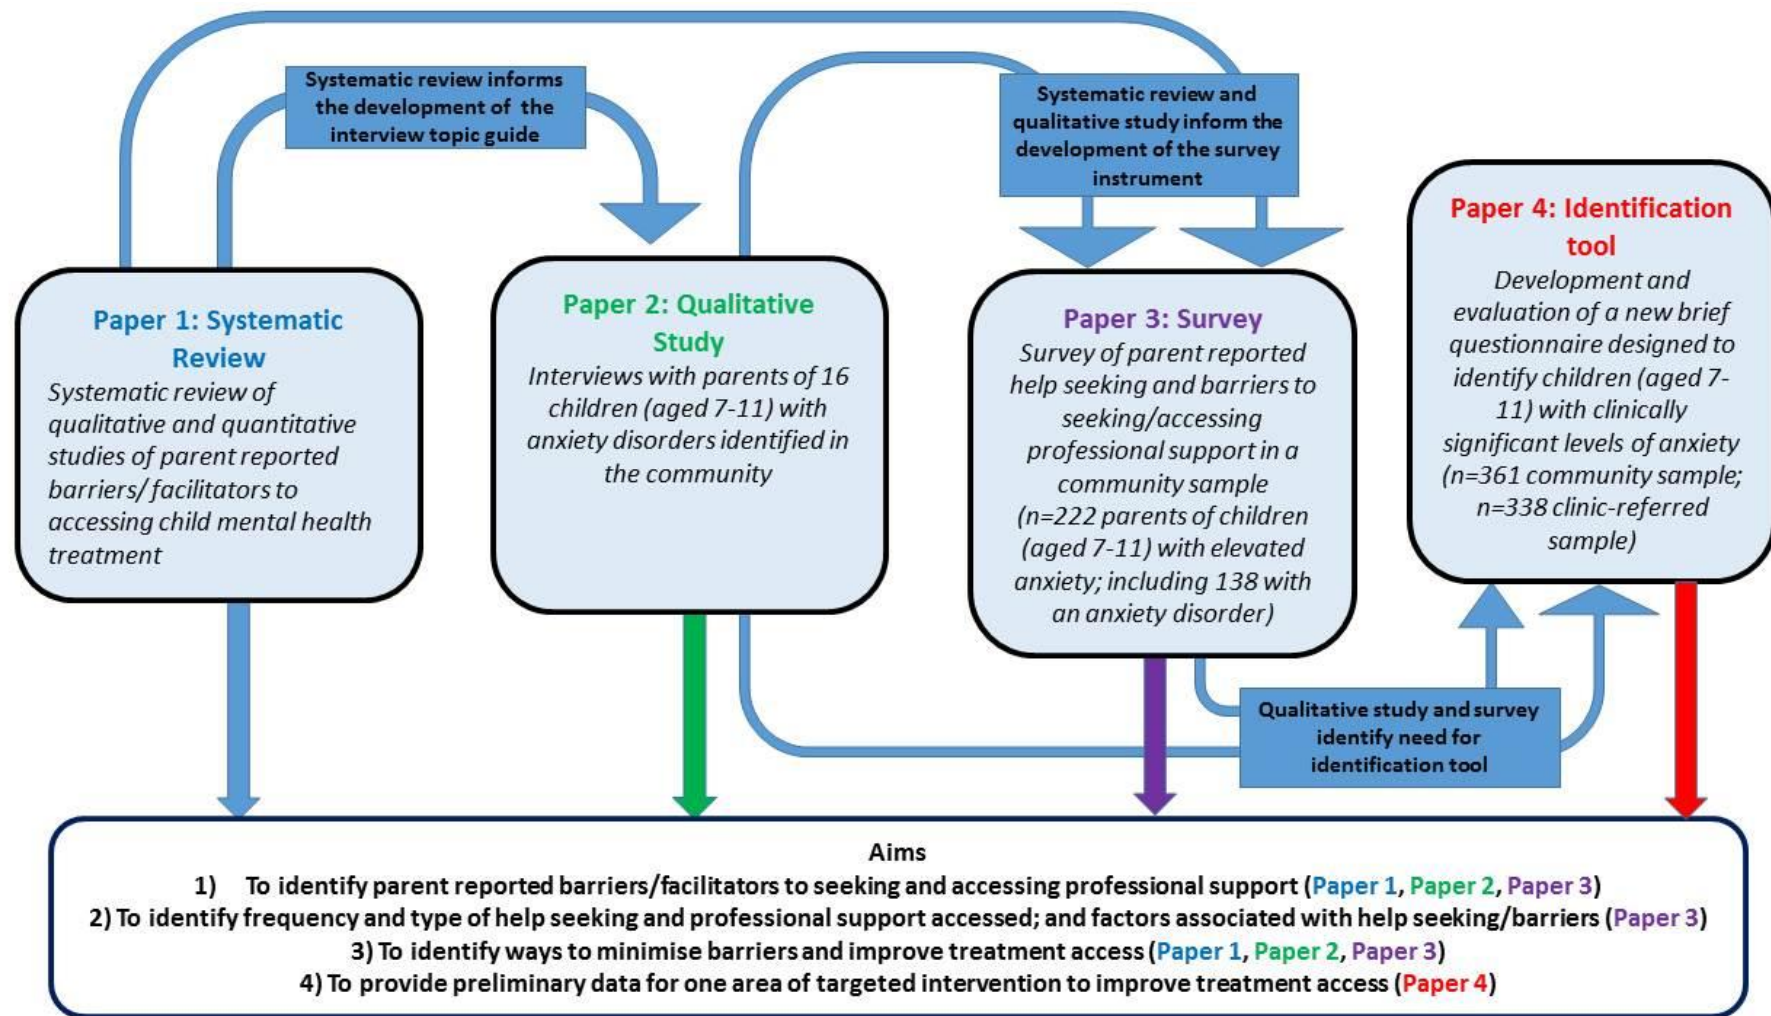 Systematic review informs
the development of the
interview topic guide
Systematic review and
qualitative study inform the
development of the survey
instrument
Paper 1: Systematic
Review
Systematic review of
qualitative and quantitative
studies of parent reported
barriers/ facilitators to
accessing child mental health
treatment
Paper 2: Qualitative
Study
Interviews with parents of 16
children (aged 7-11) with
anxiety disorders identified in
the community
Paper 3: Survey
Survey of parent reported
help seeking and barriers to
seeking/accessing
professional support in a
community sample
(n=222 parents of children
(aged 7-11) with elevated
anxiety; including 138 with
an anxiety disorder)
Paper 4: Identification
tool
Development and
evaluation of a new brief
questionnaire designed to
identify children (aged 7-
11) with clinically
significant levels of anxiety
(n=361 community sample;
n=338 clinic-referred
sample)
Qualitative study and survey
identify need for
identification tool
Aims
1) To identify parent reported barriers/facilitators to seeking and accessing professional support (Paper 1, Paper 2, Paper 3)
2) To identify frequency and type of help seeking and professional support accessed; and factors associated with help seeking/barriers (Paper 3)
3) To identify ways to minimise barriers and improve treatment access (Paper 1, Paper 2, Paper 3)
4) To provide preliminary data for one area of targeted intervention to improve treatment access (Paper 4)